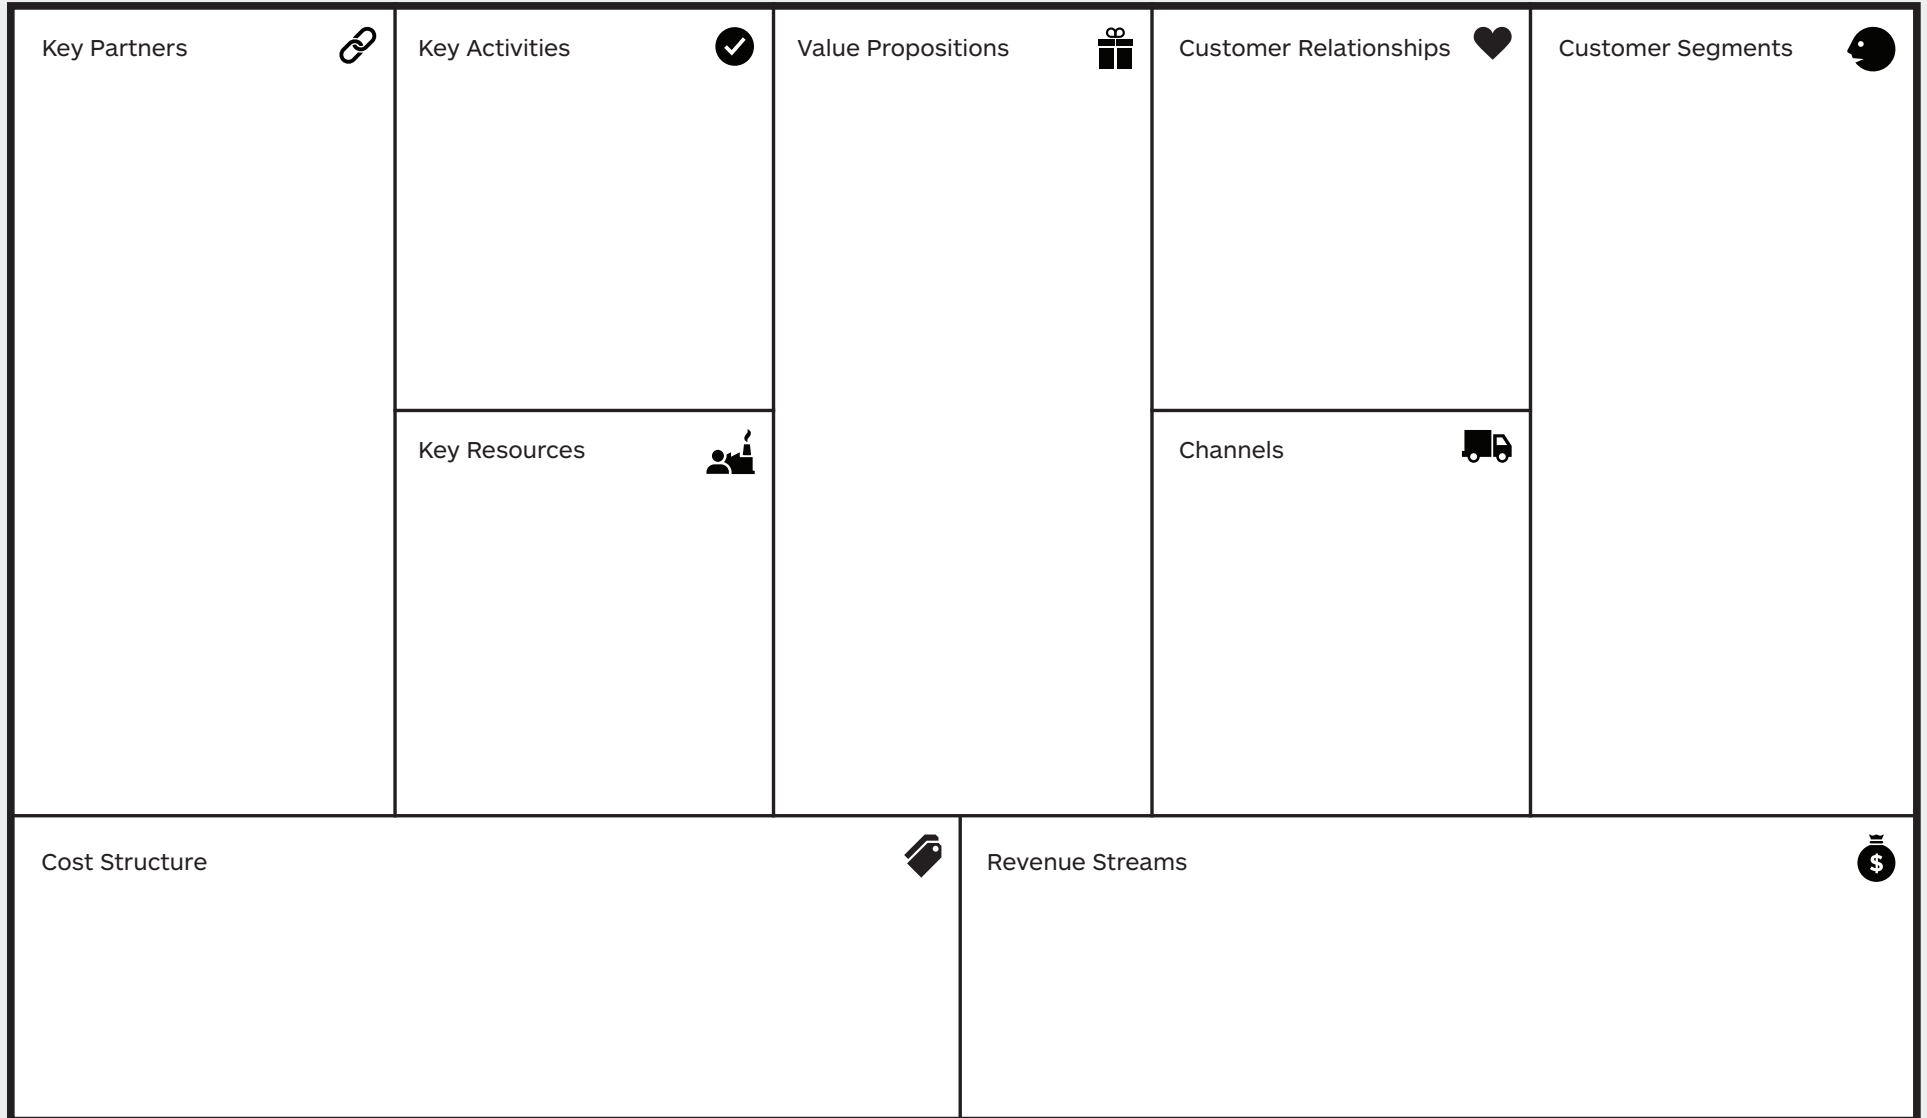 Key Partners
Key Activities
Value Propositions
Customer Relationships
Customer Segments
Key Resources
Channels
Cost Structure
Revenue Streams
$